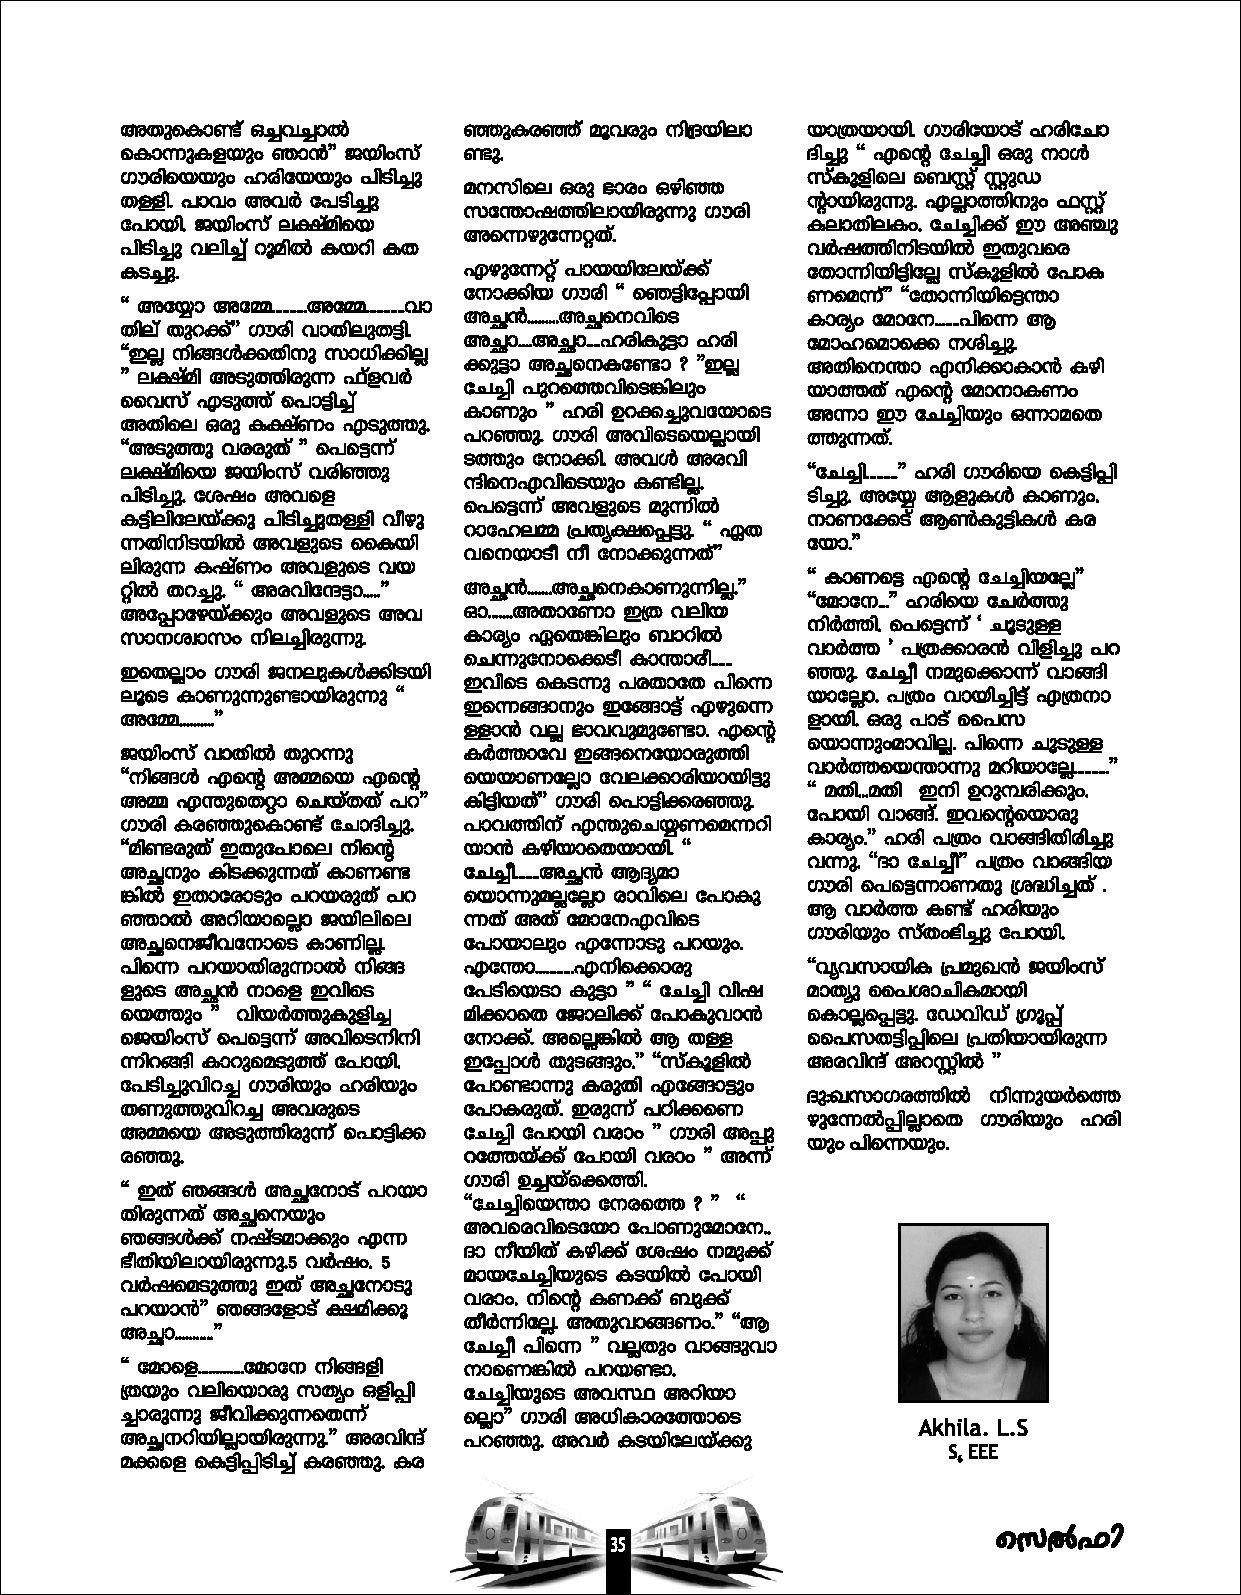 അതുകൊണ്ട് ഒച്ചവച്ചാൽ
കൊന്നുകളയും ഞാൻ” ജയിംസ്
ഗൗരിയെയും ഹരിയേയും പിടിച്ചു
തള്ളി. പാവം അവർ പേടിച്ചു
പോയി. ജയിംസ് ലക്ഷ്മിയെ
പിടിച്ചു വലിച്ച് റൂമിൽ കയറി കത
കടച്ചു.
“ അയ്യോ അമ്മേ.......അമ്മേ........വാ
തില് തുറക്ക്” ഗൗരി വാതിലുതട്ടി.
“ഇല്ല നിങ്ങൾക്കതിനു സാധിക്കില്ല
” ലക്ഷ്മി അടുത്തിരുന്ന ഫ്ളവർ
വൈസ് എടുത്ത് പൊട്ടിച്ച്
അതിലെ ഒരു കക്ഷ്ണം എടുത്തു.
“അടുത്തു വരരുത് ” പെട്ടെന്ന്
ലക്ഷ്മിയെ ജയിംസ് വരിഞ്ഞു
പിടിച്ചു. ശേഷം അവളെ
കട്ടിലിലേയ്ക്കു പിടിച്ചുതള്ളി വീഴു
ന്നതിനിടയിൽ അവളുടെ കൈയി
ലിരുന്ന കഷ്ണം അവളുടെ വയ
റ്റിൽ തറച്ചു. “ അരവിന്ദേട്ടാ.....”
അപ്പോഴേയ്ക്കും അവളുടെ അവ
സാനശ്വാസം നിലച്ചിരുന്നു.
ഇതെല്ലാം ഗൗരി ജനലുകൾക്കിടയി
ലൂടെ കാണുന്നുണ്ടായിരുന്നു “
അമ്മേ..........”
ജയിംസ് വാതിൽ തുറന്നു
“നിങ്ങൾ എന്റെ അമ്മയെ എന്റെ
അമ്മ എന്തുതെറ്റാ ചെയ്തത് പറ”
ഗൗരി കരഞ്ഞുകൊണ്ട് ചോദിച്ചു.
“മിണ്ടരുത് ഇതുപോലെ നിന്റെ
അച്ഛനും കിടക്കുന്നത് കാണണ്ട
ങ്കിൽ ഇതാരോടും പറയരുത് പറ
ഞ്ഞാൽ അറിയാല്ലൊ ജയിലിലെ
അച്ഛനെജീവനോടെ കാണില്ല.
പിന്നെ പറയാതിരുന്നാൽ നിങ്ങ
ളുടെ അച്ഛൻ നാളെ ഇവിടെ
യെത്തും ” വിയർത്തുകുളിച്ച
ജെയിംസ് പെട്ടെന്ന് അവിടെനിനി
ന്നിറങ്ങി കാറുമെടുത്ത് പോയി.
പേടിച്ചുവിറച്ച ഗൗരിയും ഹരിയും
തണുത്തുവിറച്ച അവരുടെ
അമ്മയെ അടുത്തിരുന്ന് പൊട്ടിക്ക
രഞ്ഞു.
“ ഇത് ഞങ്ങൾ അച്ഛനോട് പറയാ
തിരുന്നത് അച്ഛനെയും
ഞങ്ങൾക്ക് നഷ്ടമാക്കും എന്ന
ഭീതിയിലായിരുന്നു.5 വർഷം. 5
വർഷമെടുത്തു ഇത് അച്ഛനോടു
പറയാൻ” ഞങ്ങളോട് ക്ഷമിക്കൂ
അച്ഛാ..........”
“ മോളെ............മോനേ നിങ്ങളി
ത്രയും വലിയൊരു സത്യം ഒളിപ്പി
ച്ചാരുന്നു ജീവിക്കുന്നതെന്ന്
അച്ഛനറിയില്ലായിരുന്നു.” അരവിന്ദ്
മക്കളെ കെട്ടിപ്പിടിച്ച് കരഞ്ഞു. കര
ഞ്ഞുകരഞ്ഞ് മൂവരും നിദ്രയിലാ
ണ്ടു.
മനസിലെ ഒരു ഭാരം ഒഴിഞ്ഞ
സന്തോഷത്തിലായിരുന്നു ഗൗരി
അന്നെഴുന്നേറ്റത്.
എഴുന്നേറ്റ് പായയിലേയ്ക്ക്
നോക്കിയ ഗൗരി “ ഞെട്ടിപ്പോയി
അച്ഛൻ.........അച്ഛനെവിടെ
അച്ഛാ....അച്ഛാ....ഹരികുട്ടാ ഹരി
ക്കുട്ടാ അച്ഛനെകണ്ടോ ? ”ഇല്ല
ചേച്ചി പുറത്തെവിടെങ്കിലും
കാണും ” ഹരി ഉറക്കച്ചുവയോടെ
പറഞ്ഞു. ഗൗരി അവിടെയെല്ലായി
ടത്തും നോക്കി. അവൾ അരവി
ന്ദിനെഎവിടെയും കണ്ടില്ല.
പെട്ടെന്ന് അവളുടെ മുന്നിൽ
റാഹേലമ്മ പ്രത്യക്ഷപ്പെട്ടു. “ ഏത
വനെയാടീ നീ നോക്കുന്നത്”
അച്ഛൻ......അച്ഛനെകാണുന്നില്ല.”
ഓ......അതാണോ ഇത്ര വലിയ
കാര്യം ഏതെങ്കിലും ബാറിൽ
ചെന്നുനോക്കെടീ കാന്താരീ....
ഇവിടെ കെടന്നു പരതാതേ പിന്നെ
ഇന്നെങ്ങാനും ഇങ്ങോട്ട് എഴുന്നെ
ള്ളാൻ വല്ല ഭാവവുമുണ്ടോ. എന്റെ
കർത്താവേ ഇങ്ങനെയോരുത്തി
യെയാണല്ലോ വേലക്കാരിയായിട്ടു
കിട്ടിയത്” ഗൗരി പൊട്ടിക്കരഞ്ഞു.
പാവത്തിന് എന്തുചെയ്യണമെന്നറി
യാൻ കഴിയാതെയായി. “
ചേച്ചീ.....അച്ഛൻ ആദ്യമാ
യൊന്നുമല്ലല്ലോ രാവിലെ പോകു
ന്നത് അത് മോനേഎവിടെ
പോയാലും എന്നോടു പറയും.
എന്തോ.........എനിക്കൊരു
പേടിയെടാ കുട്ടാ ” “ ചേച്ചി വിഷ
മിക്കാതെ ജോലിക്ക് പോകുവാൻ
നോക്ക്. അല്ലെങ്കിൽ ആ തള്ള
ഇപ്പോൾ തുടങ്ങും.” “സ്കൂളിൽ
പോണ്ടാന്നു കരുതി എങ്ങോട്ടും
പോകരുത്. ഇരുന്ന് പഠിക്കണെ
ചേച്ചി പോയി വരാം ” ഗൗരി അപ്പു
റത്തേയ്ക്ക് പോയി വരാം ” അന്ന്
ഗൗരി ഉച്ചയ്ക്കെത്തി.
“ചേച്ചിയെന്താ നേരത്തെ ? ” “
അവരെവിടെയോ പോണുമോനേ..
ദാ നീയിത് കഴിക്ക് ശേഷം നമുക്ക്
മായചേച്ചിയുടെ കടയിൽ പോയി
വരാം. നിന്റെ കണക്ക് ബുക്ക്
തീർന്നില്ലേ. അതുവാങ്ങണം.” “ആ
ചേച്ചീ പിന്നെ ” വല്ലതും വാങ്ങുവാ
നാണെങ്കിൽ പറയണ്ടാ.
ചേച്ചിയുടെ അവസ്ഥ അറിയാ
ല്ലൊ” ഗൗരി അധികാരത്തോടെ
പറഞ്ഞു. അവർ കടയിലേയ്ക്കു
യാത്രയായി. ഗൗരിയോട് ഹരിചോ
ദിച്ചു “ എന്റെ ചേച്ചീ ഒരു നാൾ
സ്കൂളിലെ ബെസ്റ്റ് സ്റ്റുഡ
ന്റായിരുന്നു. എല്ലാത്തിനും ഫസ്റ്റ്
കലാതിലകം. ചേച്ചിക്ക് ഈ അഞ്ചു
വർഷത്തിനിടയിൽ ഇതുവരെ
തോന്നിയിട്ടില്ലേ സ്കൂളിൽ പോക
ണമെന്ന്” “തോന്നിയിട്ടെന്താ
കാര്യം മോനേ......പിന്നെ ആ
മോഹമൊക്കെ നശിച്ചു.
അതിനെന്താ എനിക്കാകാൻ കഴി
യാത്തത് എന്റെ മോനാകണം
അന്നാ ഈ ചേച്ചിയും ഒന്നാമതെ
ത്തുന്നത്.
“ചേച്ചി.......” ഹരി ഗൗരിയെ കെട്ടിപ്പി
ടിച്ചു. അയ്യേ ആളുകൾ കാണും.
നാണക്കേട് ആൺകുട്ടികൾ കര
യോ.”
“ കാണട്ടെ എന്റെ ചേച്ചിയല്ലേ”
“മോനേ...” ഹരിയെ ചേർത്തു
നിർത്തി. പെട്ടെന്ന് ‘ ചൂടുള്ള
വാർത്ത ’ പത്രക്കാരൻ വിളിച്ചു പറ
ഞ്ഞു. ചേച്ചീ നമുക്കൊന്ന് വാങ്ങി
യാല്ലോ. പത്രം വായിച്ചിട്ട് എത്രനാ
ളായി. ഒരു പാട് പൈസ
യൊന്നുംമാവില്ല. പിന്നെ ചൂടുള്ള
വാർത്തയെന്താന്നു മറിയാല്ലേ.......”
“ മതി...മതി ഇനി ഉറുമ്പരിക്കും.
പോയി വാങ്ങ്. ഇവന്റെയൊരു
കാര്യം.” ഹരി പത്രം വാങ്ങിതിരിച്ചു
വന്നു. “ദാ ചേച്ചീ” പത്രം വാങ്ങിയ
ഗൗരി പെട്ടെന്നാണതു ശ്രദ്ധിച്ചത് .
ആ വാർത്ത കണ്ട് ഹരിയും
ഗൗരിയും സ്തംഭിച്ചു പോയി.
“വ്യവസായിക പ്രമുഖൻ ജയിംസ്
മാത്യു പൈശാചികമായി
കൊല്ലപ്പെട്ടു. ഡേവിഡ് ഗ്രൂപ്പ്
പൈസതട്ടിപ്പിലെ പ്രതിയായിരുന്ന
അരവിന്ദ് അറസ്റ്റിൽ ”
ദുഃഖസാഗരത്തിൽ നിന്നുയർത്തെ
ഴുന്നേൽപ്പില്ലാതെ ഗൗരിയും ഹരി
യും പിന്നെയും.
Akhila. L.S
S6 EEE
35
സെൽഫി